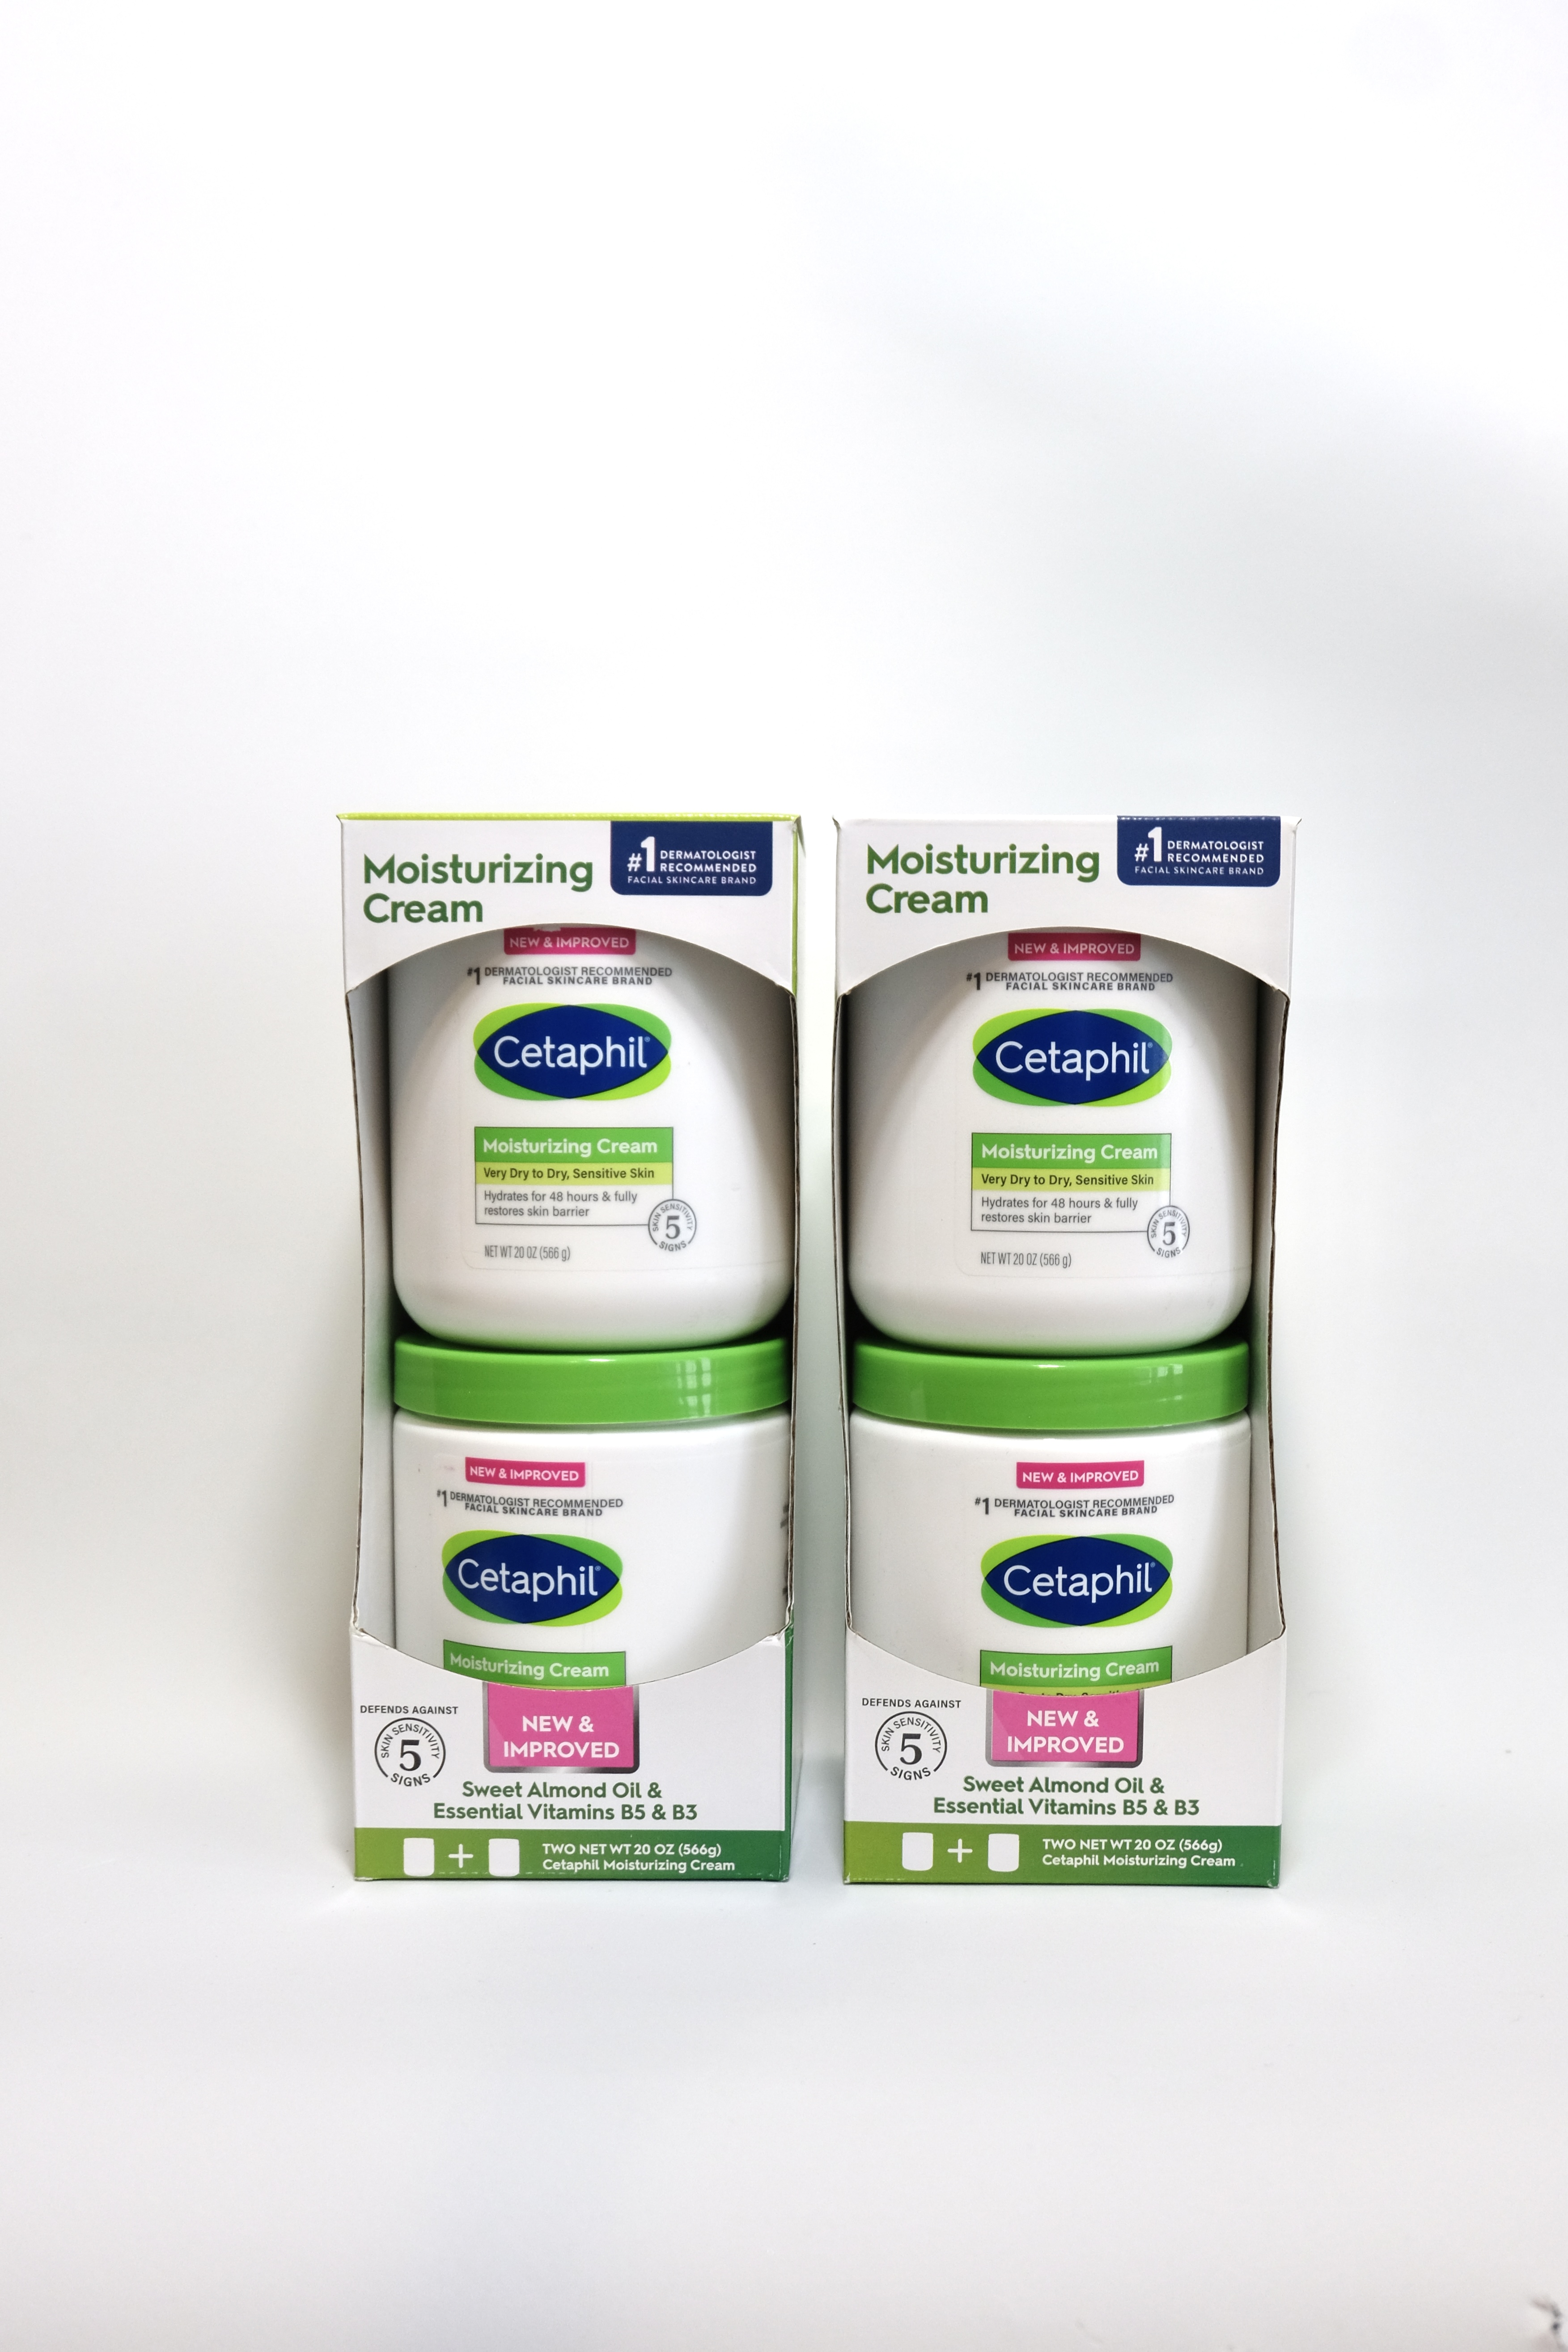 Moisturizing
Cream
#1 DERMATOLOGIST
RECOMMENDED
FACIAL SKINCARE BRAND
NEW & IMPROVED
#1 DERMATOLOGIST RECOMMENDED
FACIAL SKINCARE BRAND
Cetaphil®
Moisturizing Cream
Very Dry to Dry, Sensitive Skin
Hydrates for 48 hours & fully
restores skin barrier
SKIN SENSITIVITY
5
SIGNS
NET WT 20 OZ (566 g)
NEW & IMPROVED
#1 DERMATOLOGIST RECOMMENDED
FACIAL SKINCARE BRAND
Cetaphil®
Moisturizing Cream
DEFENDS AGAINST
SKIN SENSITIVITY
5
SIGNS
NEW &
IMPROVED
Sweet Almond Oil &
Essential Vitamins B5 & B3
+
TWO NET WT 20 OZ (566g)
Cetaphil Moisturizing Cream
Moisturizing
Cream
#1 DERMATOLOGIST
RECOMMENDED
FACIAL SKINCARE BRAND
NEW & IMPROVED
#1 DERMATOLOGIST RECOMMENDED
FACIAL SKINCARE BRAND
Cetaphil®
Moisturizing Cream
Very Dry to Dry, Sensitive Skin
Hydrates for 48 hours & fully
restores skin barrier
SKIN SENSITIVITY
5
SIGNS
NET WT 20 OZ (566 g)
NEW & IMPROVED
#1 DERMATOLOGIST RECOMMENDED
FACIAL SKINCARE BRAND
Cetaphil®
Moisturizing Cream
DEFENDS AGAINST
SKIN SENSITIVITY
5
SIGNS
NEW &
IMPROVED
Sweet Almond Oil &
Essential Vitamins B5 & B3
+
TWO NET WT 20 OZ (566g)
Cetaphil Moisturizing Cream